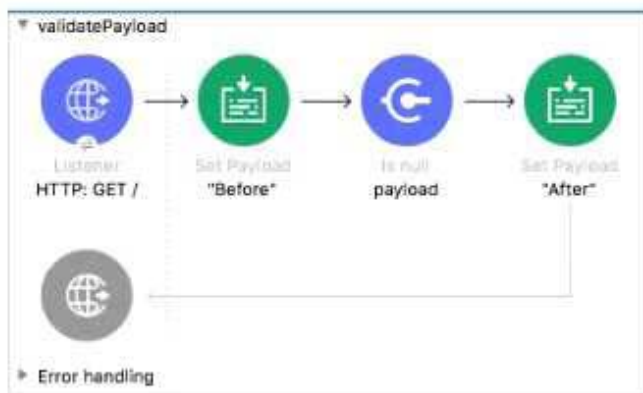 validatePayload
Listener
Set Payload
Is null
Set Payload
HTTP: GET /
"Before"
payload
"After"
Error handling